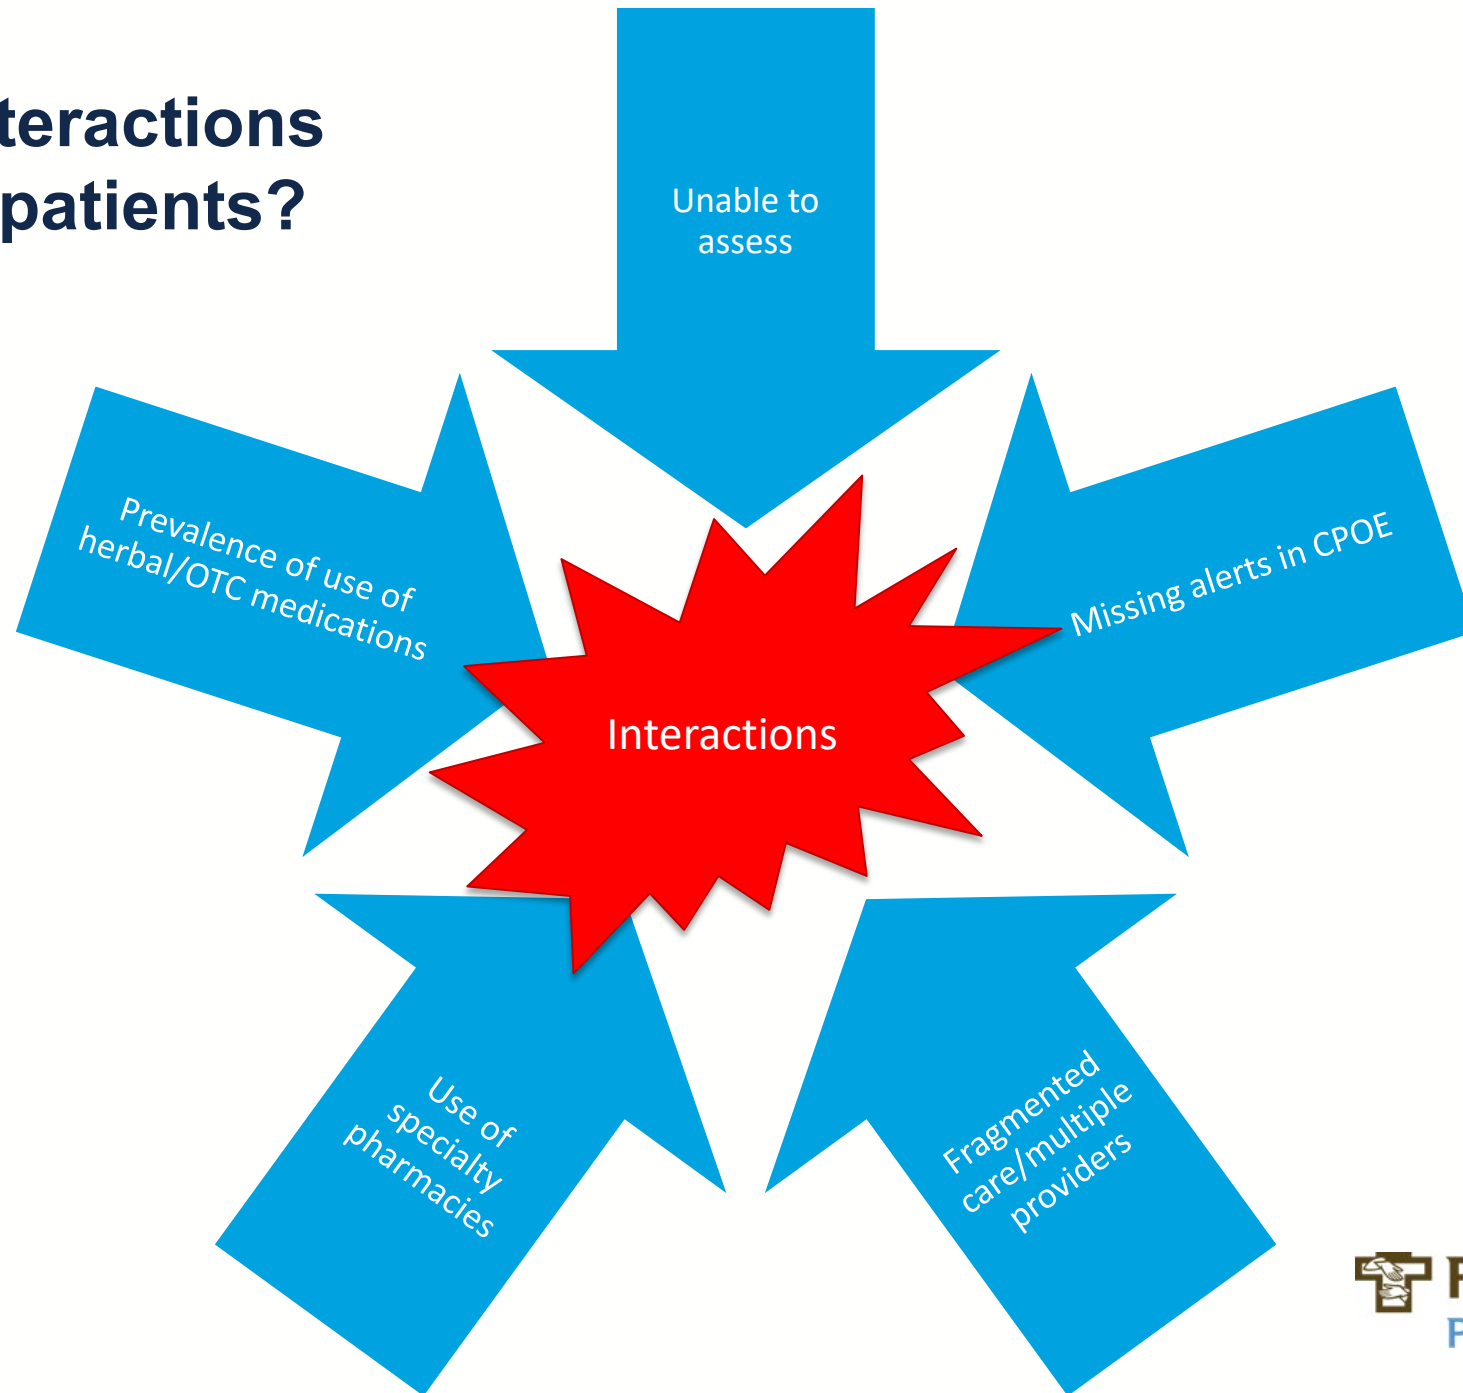 teractions
patients?
Unable to
assess
Prevalence of use of
herbal/OTC medications
Missing alerts in CPOE
Interactions
Use of
specialty
pharmacies
Fragmented
care/multiple
providers